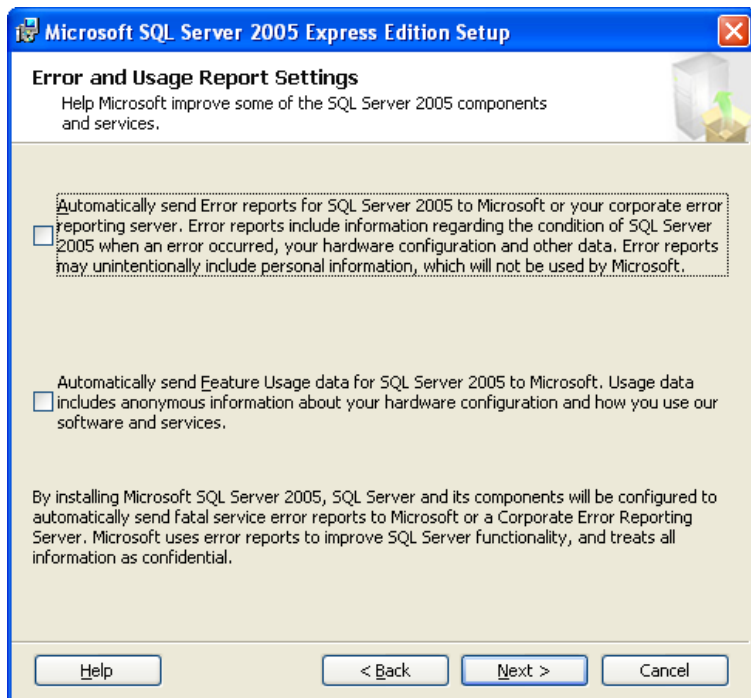 Microsoft SQL Server 2005 Express Edition Setup
Error and Usage Report Settings
Help Microsoft improve some of the SQL Server 2005 components
and services.
Automatically send Error reports for SQL Server 2005 to Microsoft or your corporate error
reporting server. Error reports include information regarding the condition of SQL Server
2005 when an error occurred, your hardware configuration and other data. Error reports
may unintentionally include personal information, which will not be used by Microsoft.
Automatically send Feature Usage data for SQL Server 2005 to Microsoft. Usage data
includes anonymous information about your hardware configuration and how you use our
software and services.
By installing Microsoft SQL Server 2005, SQL Server and its components will be configured to
automatically send fatal service error reports to Microsoft or a Corporate Error Reporting
Server. Microsoft uses error reports to improve SQL Server functionality, and treats all
information as confidential.
Help
< Back
Next >
Cancel